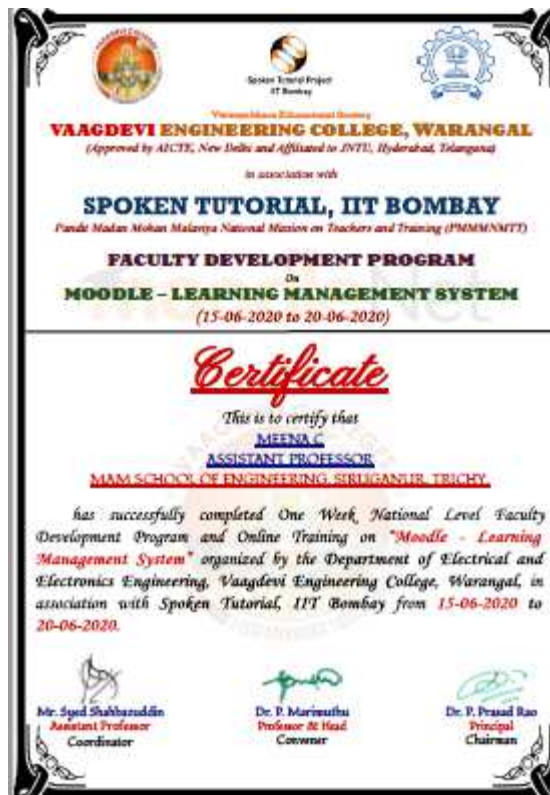 Spoken Tutorial Project
IIT Bombay
VAAGDEVI ENGINEERING COLLEGE, WARANGAL
(Approved by AICTE, New Delhi and Affiliated to JNTU, Hyderabad, Telangana)
in association with
SPOKEN TUTORIAL, IIT BOMBAY
Pandit Madan Mohan Malaviya National Mission on Teachers and Training (PMMMNMTT)
FACULTY DEVELOPMENT PROGRAM
On
MOODLE – LEARNING MANAGEMENT SYSTEM
(15-06-2020 to 20-06-2020)
Certificate
This is to certify that
MEENA C
ASSISTANT PROFESSOR
MAM SCHOOL OF ENGINEERING, SIRUGANUR, TRICHY.
has successfully completed One Week National Level Faculty
Development Program and Online Training on "Moodle - Learning
Management System" organized by the Department of Electrical and
Electronics Engineering, Vaagdevi Engineering College, Warangal, in
association with Spoken Tutorial, IIT Bombay from 15-06-2020 to
20-06-2020.
Mr. Syed Shahbazuddin Dr. P. Marimuthu Dr. P. Prasad Rao
Assistant Professor Professor & Head Principal
Coordinator Convener Chairman